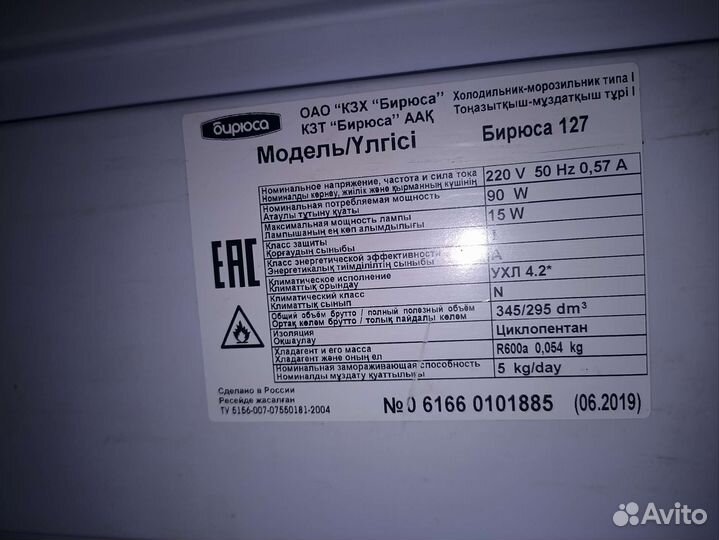 бирюса
ОАО "КЗХ "Бирюса"
КЗТ "Бирюса" ААҚ
Холодильник-морозильник типа I
Тоңазытқыш-мұздатқыш түрі I
Модель/Үлгісі
Бирюса 127
Номинальное напряжение, частота и сила тока
Номиналды кернеу, жиілік және қырманның күшінің
220 V 50 Hz 0,57 A
Номинальная потребляемая мощность
Атаулы тұтыну қуаты
90 W
Максимальная мощность лампы
Лампышаның ең көп алымдылығы
15 W
Класс защиты
Қорғаудың сыныбы
I
Класс энергетической эффективности
Энергетикалық тиімділіктің сыныбы
A
Климатическое исполнение
Климаттық орындау
УХЛ 4.2*
Климатический класс
Климаттық сынып
N
Общий объём брутто / полный полезный объём
Ортақ көлем брутто / толық пайдалы көлем
345/295 dm³
Изоляция
Оқшаулау
Циклопентан
Хладагент и его масса
Хладагент және оның ел
R600a 0,054 kg
Номинальная замораживающая способность
Номиналды мұздату қуаттылығы
5 kg/day
EAC
Сделано в России
Ресейде жасалған
ТУ 5156-007-07550181-2004
№ 0 6166 0101885 (06.2019)
Avito